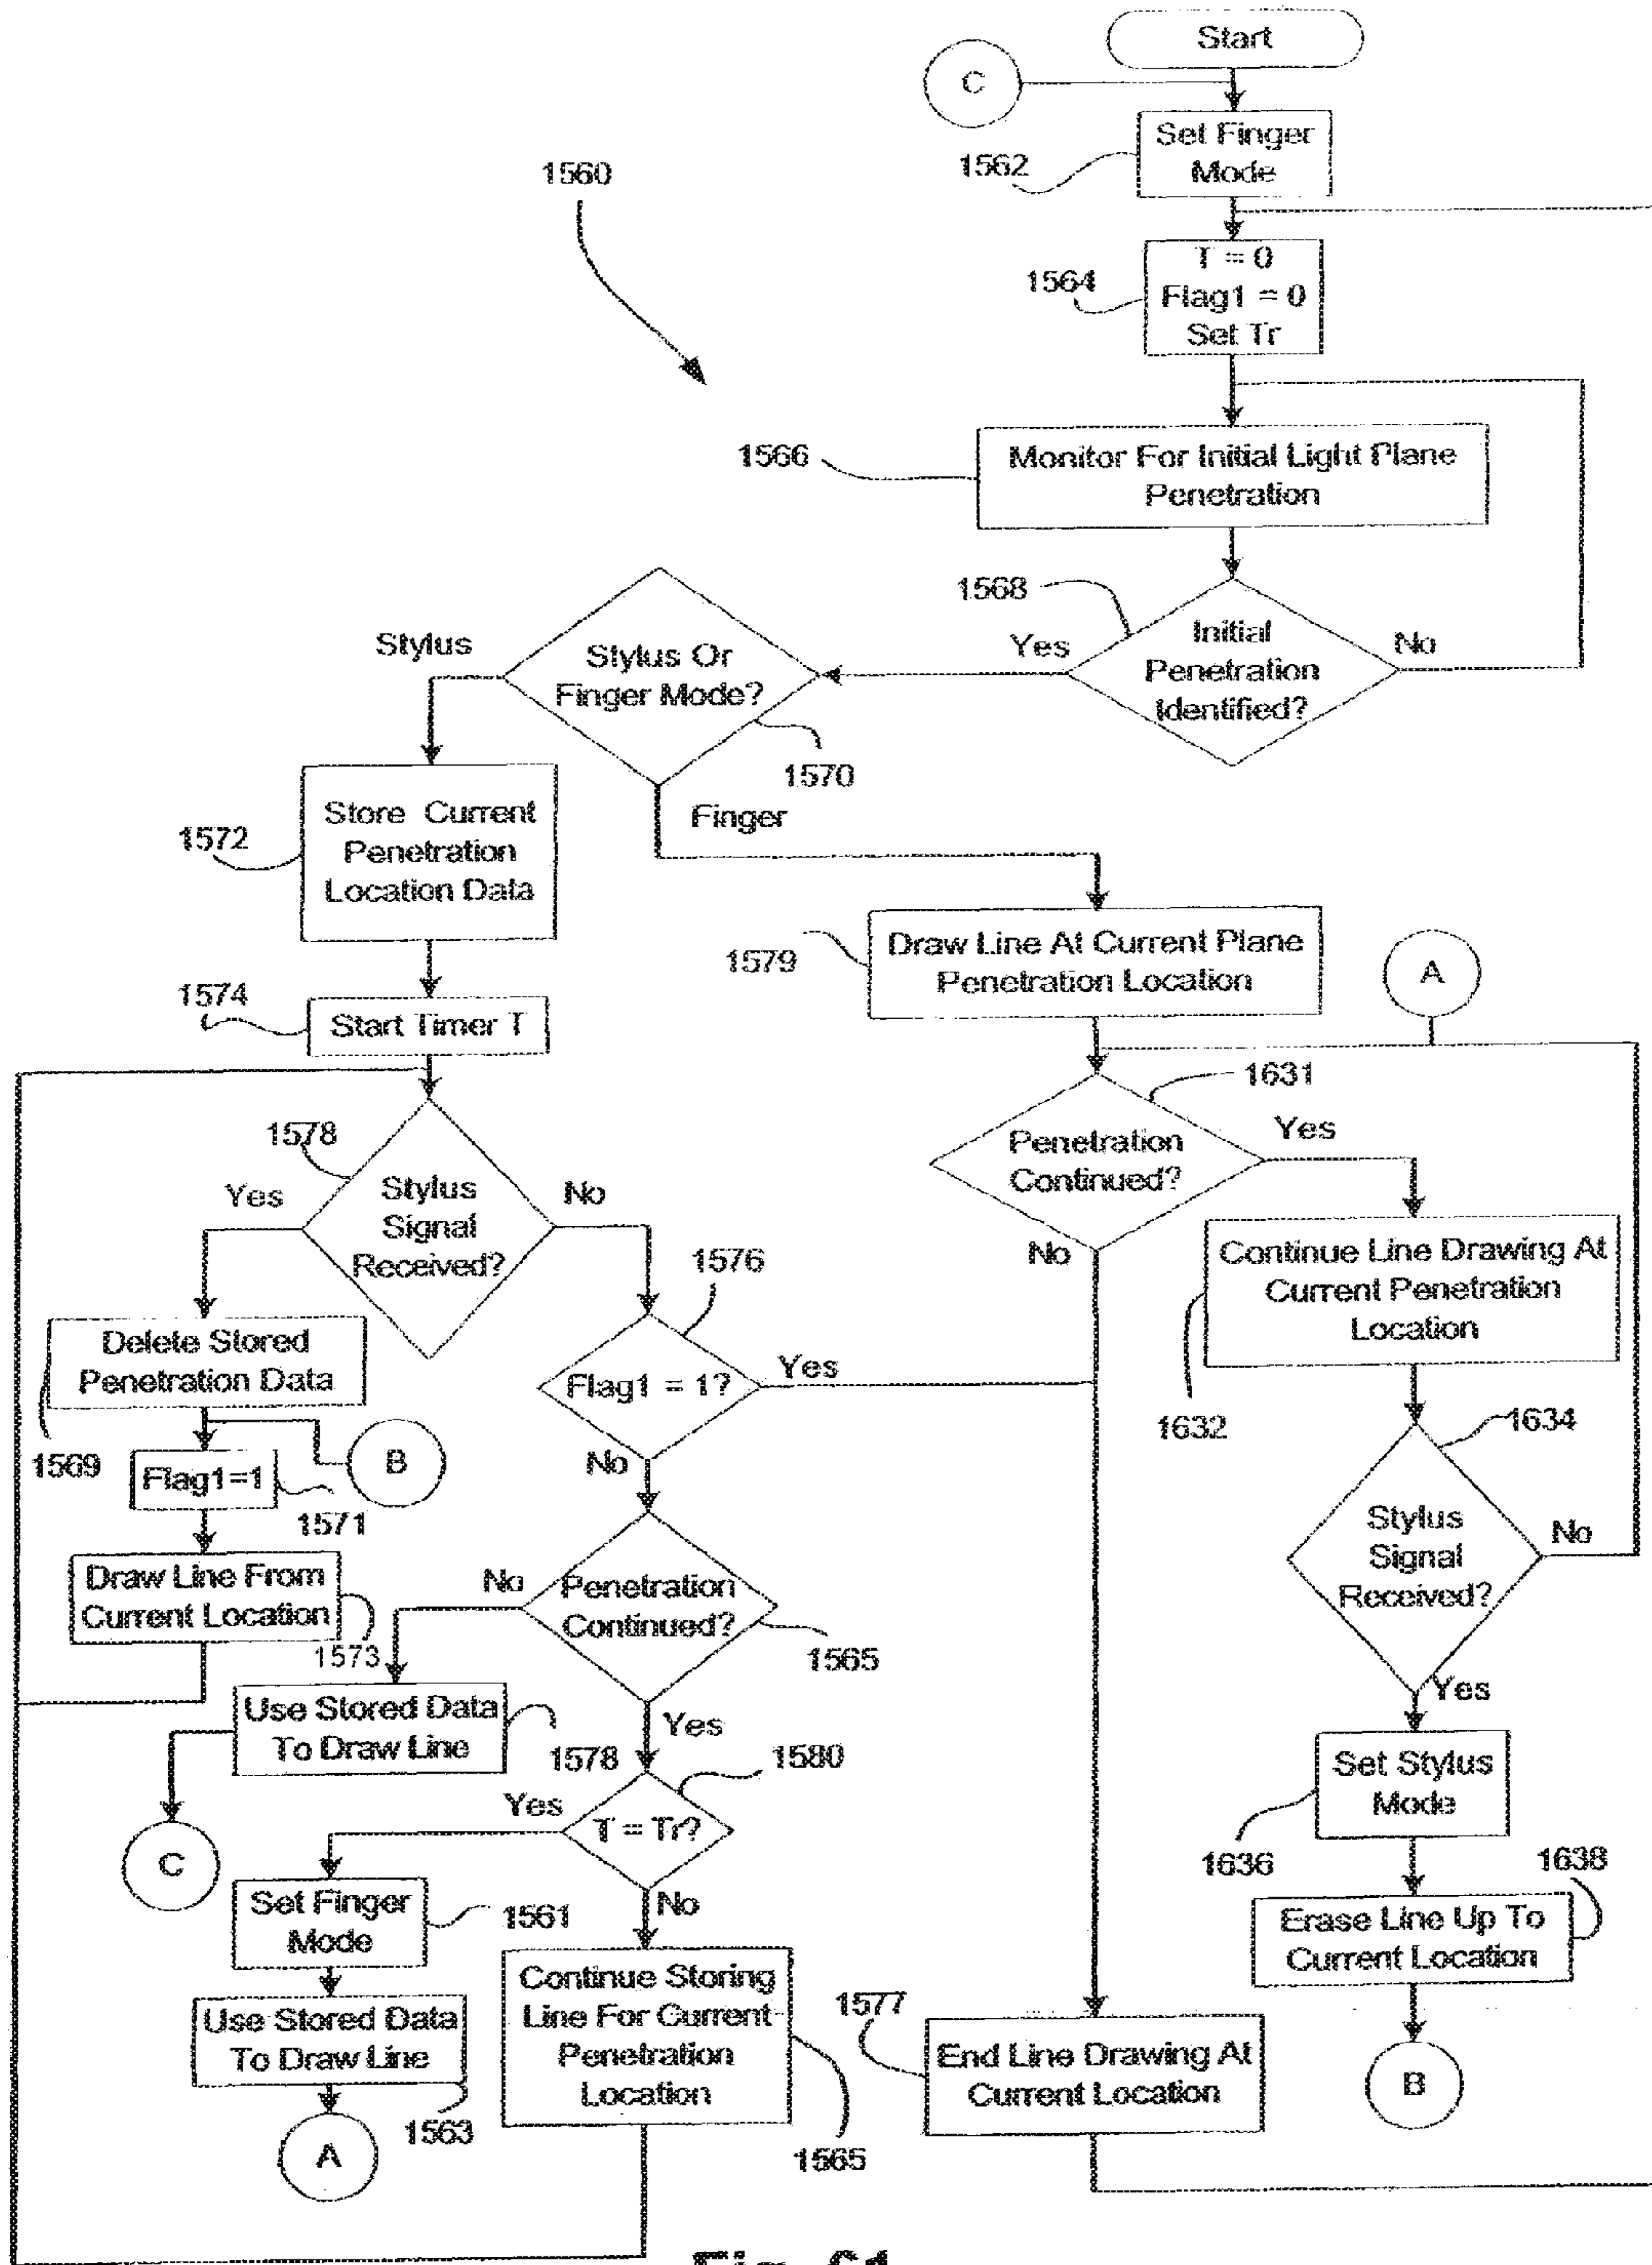 Start
C
Set Finger
Mode
1562
1560
T = 0
Flag1 = 0
Set Tr
1564
Monitor For Initial Light Plane
Penetration
1566
1568
Initial
Penetration
Identified?
Yes
No
Stylus
Stylus Or
Finger Mode?
1570
Finger
Store Current
Penetration
Location Data
1572
Draw Line At Current Plane
Penetration Location
1579
A
1574
Start Timer T
1631
Penetration
Continued?
Yes
No
1578
Stylus
Signal
Received?
Yes
No
1576
Flag1 = 1?
Yes
No
Continue Line Drawing At
Current Penetration
Location
1632
Delete Stored
Penetration Data
1569
B
Flag1=1
1571
1634
Stylus
Signal
Received?
No
Yes
Draw Line From
Current Location
1573
No
Penetration
Continued?
1565
Yes
Use Stored Data
To Draw Line
1578
1580
T = Tr?
Yes
No
C
Set Stylus
Mode
1636
1638
Set Finger
Mode
1561
Erase Line Up To
Current Location
Continue Storing
Line For Current
Penetration
Location
1565
Use Stored Data
To Draw Line
1563
1577
End Line Drawing At
Current Location
B
A
Fig. 61